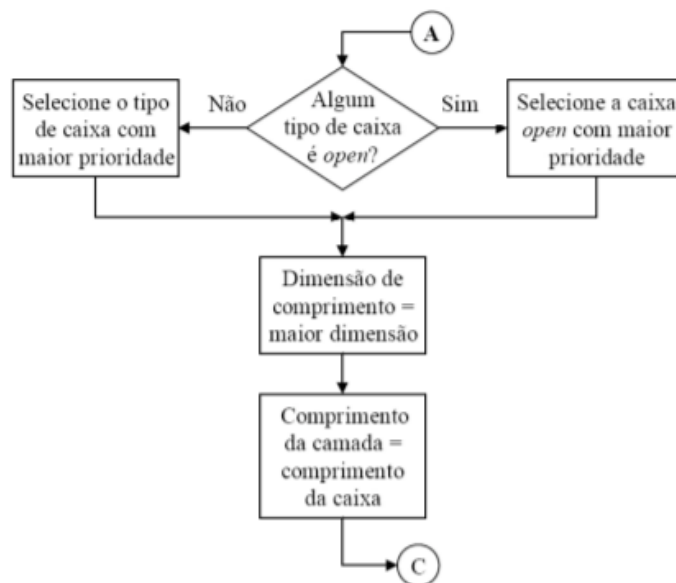 A
Selecione o tipo
de caixa com
maior prioridade
Não
Algum
tipo de caixa
é open?
Sim
Selecione a caixa
open com maior
prioridade
Dimensão de
comprimento =
maior dimensão
Comprimento
da camada =
comprimento
da caixa
C